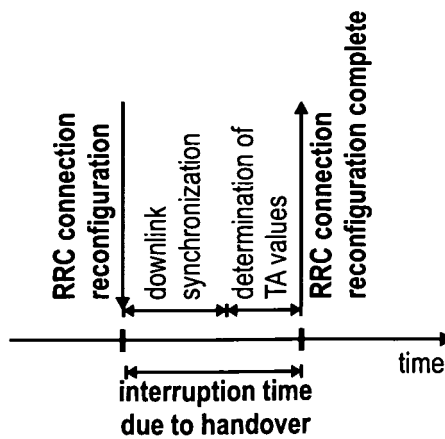 RRC connection
reconfiguration
downlink
synchronization
determination of
TA values
RRC connection
reconfiguration complete
time
interruption time
due to handover